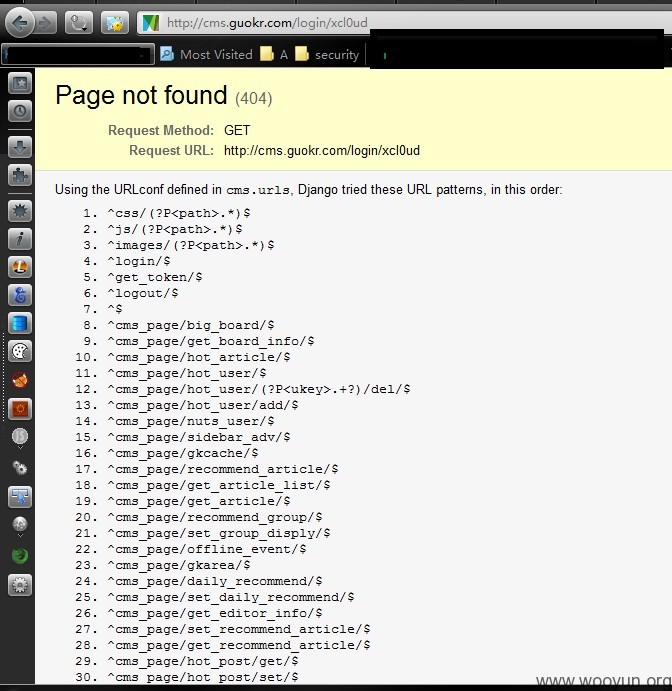 http://cms.guokr.com/login/xcl0ud
Most Visited A security
Page not found (404)
Request Method: GET
Request URL: http://cms.guokr.com/login/xcl0ud
Using the URLconf defined in cms.urls, Django tried these URL patterns, in this order:
1. ^css/(?P<path>.*)$
2. ^js/(?P<path>.*)$
3. ^images/(?P<path>.*)$
4. ^login/$
5. ^get_token/$
6. ^logout/$
7. ^$
8. ^cms_page/big_board/$
9. ^cms_page/get_board_info/$
10. ^cms_page/hot_article/$
11. ^cms_page/hot_user/$
12. ^cms_page/hot_user/(?P<ukey>.+?)/del/$
13. ^cms_page/hot_user/add/$
14. ^cms_page/nuts_user/$
15. ^cms_page/sidebar_adv/$
16. ^cms_page/gkcache/$
17. ^cms_page/recommend_article/$
18. ^cms_page/get_article_list/$
19. ^cms_page/get_article/$
20. ^cms_page/recommend_group/$
21. ^cms_page/set_group_disply/$
22. ^cms_page/offline_event/$
23. ^cms_page/gkarea/$
24. ^cms_page/daily_recommend/$
25. ^cms_page/set_daily_recommend/$
26. ^cms_page/get_editor_info/$
27. ^cms_page/set_recommend_article/$
28. ^cms_page/get_recommend_article/$
29. ^cms_page/hot_post/get/$
30. ^cms_page/hot_post/set/$
www.wooyun.org